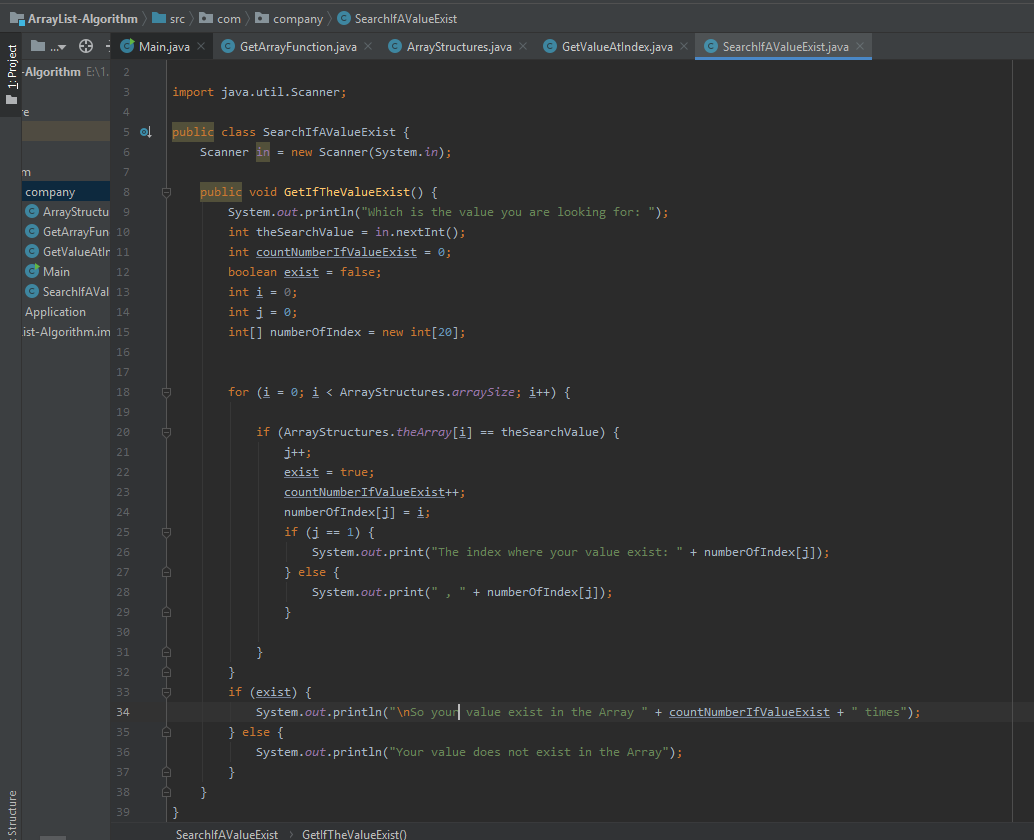 ArrayList-Algorithm src com company SearchIfAValueExist
1: Project
... Main.java GetArrayFunction.java ArrayStructures.java GetValueAtIndex.java SearchIfAValueExist.java
-Algorithm E:\1.
re
m
company
ArrayStructu
GetArrayFun
GetValueAtIn
Main
SearchIfAVal
Application
ist-Algorithm.im
2
3 import java.util.Scanner;
4
5 public class SearchIfAValueExist {
6 Scanner in = new Scanner(System.in);
7
8 public void GetIfTheValueExist() {
9 System.out.println("Which is the value you are looking for: ");
10 int theSearchValue = in.nextInt();
11 int countNumberIfValueExist = 0;
12 boolean exist = false;
13 int i = 0;
14 int j = 0;
15 int[] numberOfIndex = new int[20];
16
17
18 for (i = 0; i < ArrayStructures.arraySize; i++) {
19
20 if (ArrayStructures.theArray[i] == theSearchValue) {
21 j++;
22 exist = true;
23 countNumberIfValueExist++;
24 numberOfIndex[j] = i;
25 if (j == 1) {
26 System.out.print("The index where your value exist: " + numberOfIndex[j]);
27 } else {
28 System.out.print(" , " + numberOfIndex[j]);
29 }
30
31 }
32 }
33 if (exist) {
34 System.out.println("\nSo your value exist in the Array " + countNumberIfValueExist + " times");
35 } else {
36 System.out.println("Your value does not exist in the Array");
37 }
38 }
39 }
Structure
SearchIfAValueExist GetIfTheValueExist()